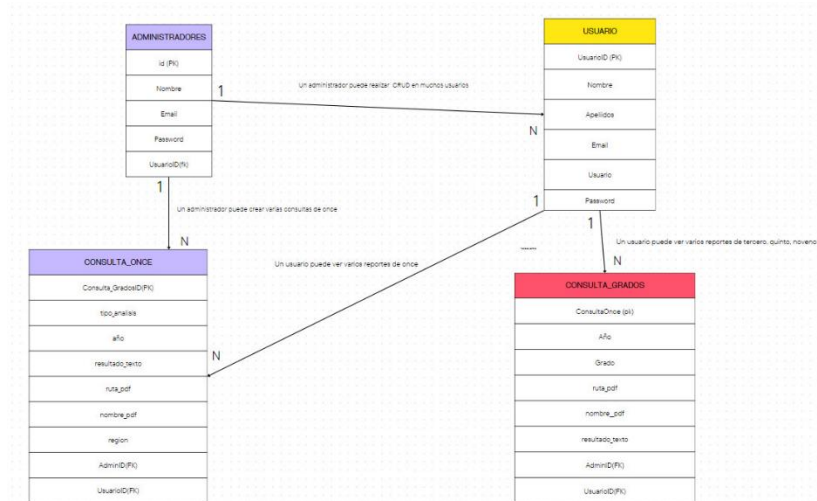 ADMINISTRADORES
id (PK)
Nombre
Email
Password
UsuarioID(fk)
1
Un administrador puede realizar CRUD en muchos usuarios
N
USUARIO
UsuarioID (PK)
Nombre
Apellidos
Email
Usuario
Password
1
Un administrador puede crear varias consultas de once
N
1
Un usuario puede ver varios reportes de once
N
1
Un usuario puede ver varios reportes de tercero, quinto, noveno
N
CONSULTA_ONCE
Consulta_GradosID(PK)
tipo_analisis
año
resultado_texto
ruta_pdf
nombre_pdf
region
AdminID(FK)
UsuarioID(FK)
CONSULTA_GRADOS
ConsultaOnce (pk)
Año
Grado
ruta_pdf
nombre_pdf
resultado_texto
AdminID(FK)
UsuarioID(FK)